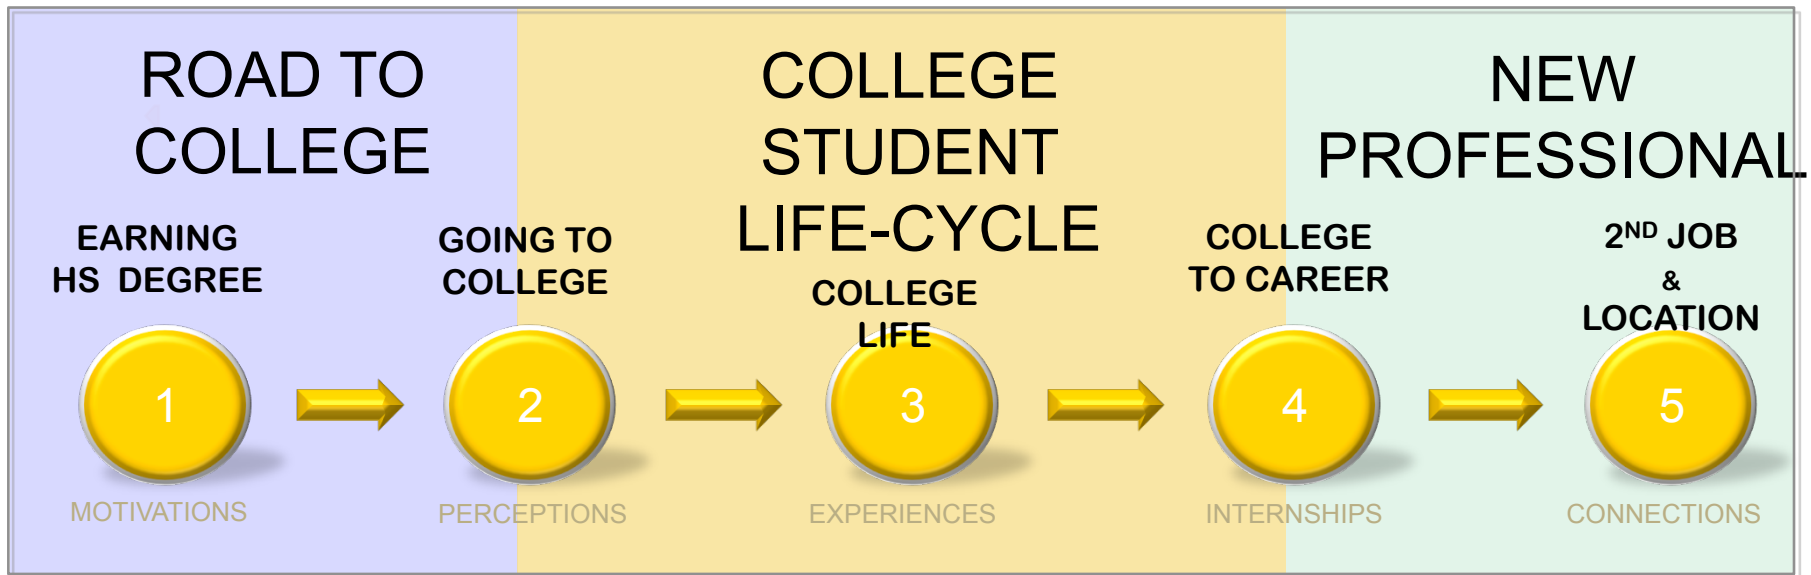 ROAD TO
COLLEGE
COLLEGE
STUDENT
LIFE-CYCLE
NEW
PROFESSIONAL
EARNING
HS DEGREE
GOING TO
COLLEGE
COLLEGE
LIFE
COLLEGE
TO CAREER
2ND JOB
&
LOCATION
1
2
3
4
5
MOTIVATIONS
PERCEPTIONS
EXPERIENCES
INTERNSHIPS
CONNECTIONS